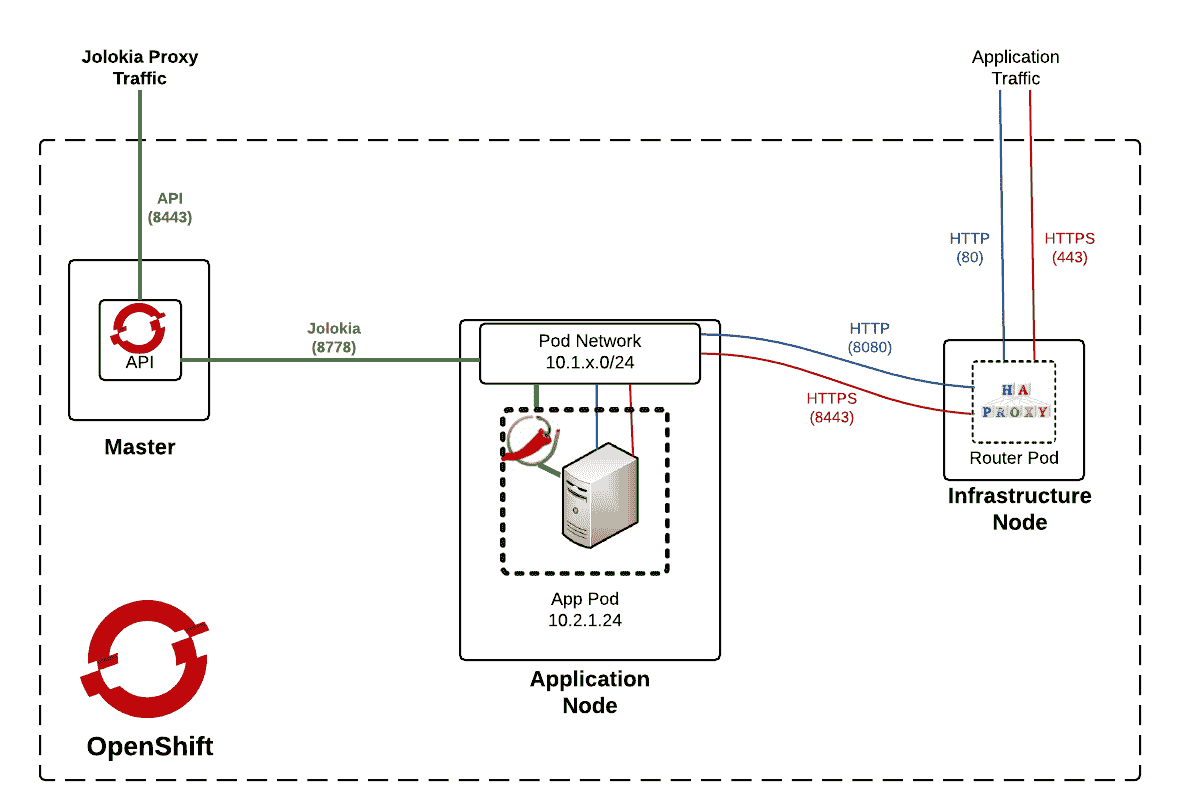 Jolokia Proxy
Traffic
Application
Traffic
API
(8443)
HTTP
(80)
HTTPS
(443)
API
Master
Jolokia
(8778)
Pod Network
10.1.x.0/24
HTTP
(8080)
HTTPS
(8443)
HA
PROXY
Router Pod
Infrastructure
Node
App Pod
10.2.1.24
Application
Node
OpenShift